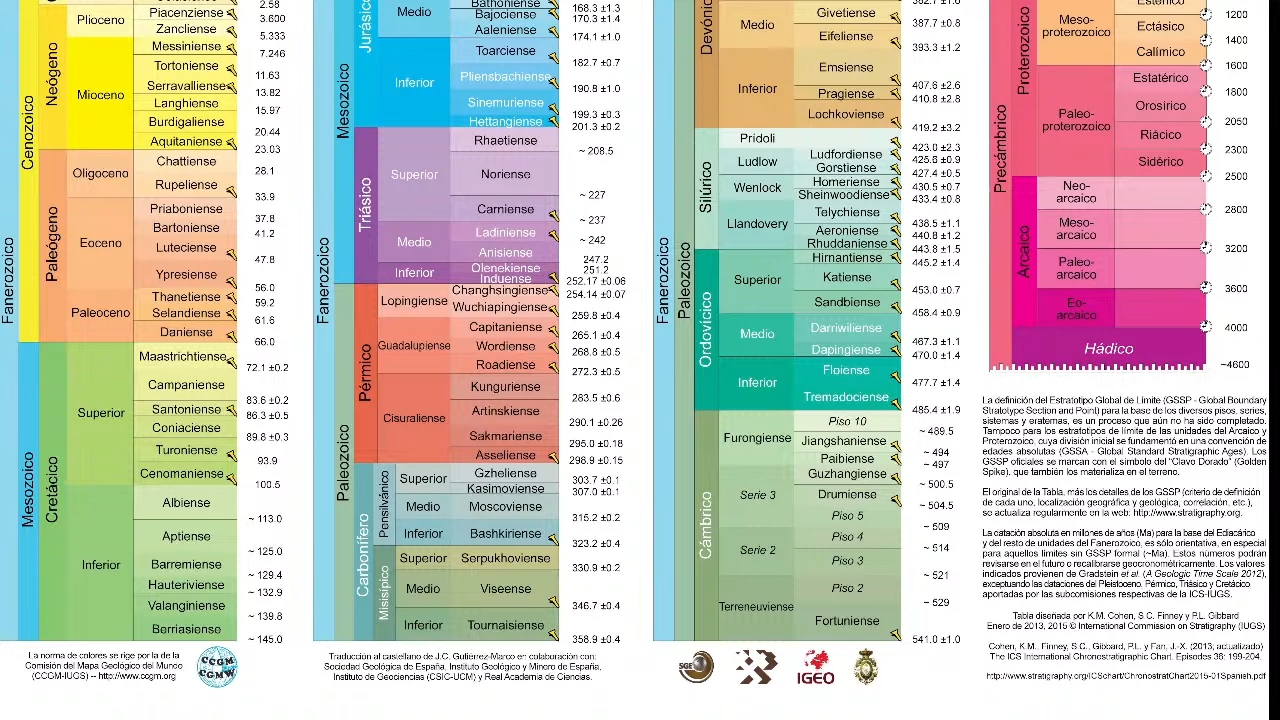 Fanerozoico
Cenozoico
Neógeno
Plioceno
Piacenziense
2.58
3.600
Zancliense
5.333
Mioceno
Messiniense
7.246
Tortoniense
11.63
Serravalliense
13.82
Langhiense
15.97
Burdigaliense
20.44
Aquitaniense
23.03
Paleógeno
Oligoceno
Chattiense
28.1
Rupeliense
33.9
Eoceno
Priaboniense
37.8
Bartoniense
41.2
Luteciense
47.8
Ypresiense
56.0
Paleoceno
Thanetiense
59.2
Selandiense
61.6
Daniense
66.0
Mesozoico
Cretácico
Superior
Maastrichtiense
72.1 ±0.2
Campaniense
83.6 ±0.2
Santoniense
86.3 ±0.5
Coniaciense
89.8 ±0.3
Turoniense
93.9
Cenomaniense
100.5
Inferior
Albiense
~ 113.0
Aptiense
~ 125.0
Barremiense
~ 129.4
Hauteriviense
~ 132.9
Valanginiense
~ 139.8
Berriasiense
~ 145.0
Fanerozoico
Mesozoico
Jurásico
Medio
Bathoniense
168.3 ±1.3
Bajociense
170.3 ±1.4
Aaleniense
174.1 ±1.0
Inferior
Toarciense
182.7 ±0.7
Pliensbachiense
190.8 ±1.0
Sinemuriense
199.3 ±0.3
Hettangiense
201.3 ±0.2
Triásico
Superior
Rhaetiense
~ 208.5
Noriense
~ 227
Carniense
~ 237
Medio
Ladiniense
~ 242
Anisiense
247.2
Inferior
Olenekiense
251.2
Induense
252.17 ±0.06
Paleozoico
Pérmico
Lopingiense
Changhsingiense
254.14 ±0.07
Wuchiapingiense
259.8 ±0.4
Guadalupiense
Capitaniense
265.1 ±0.4
Wordiense
268.8 ±0.5
Roadiense
272.3 ±0.5
Cisuraliense
Kunguriense
283.5 ±0.6
Artinskiense
290.1 ±0.26
Sakmariense
295.0 ±0.18
Asseliense
298.9 ±0.15
Carbonífero
Pensilvánico
Superior
Gzheliense
303.7 ±0.1
Kasimoviense
307.0 ±0.1
Medio
Moscoviense
315.2 ±0.2
Inferior
Bashkiriense
323.2 ±0.4
Misisípico
Superior
Serpukhoviense
330.9 ±0.2
Medio
Viseense
346.7 ±0.4
Inferior
Tournaisiense
358.9 ±0.4
Fanerozoico
Paleozoico
Devónico
Medio
382.7 ±1.6
Givetiense
387.7 ±0.8
Eifeliense
393.3 ±1.2
Inferior
Emsiense
407.6 ±2.6
Pragiense
410.8 ±2.8
Lochkoviense
419.2 ±3.2
Silúrico
Prídoli
423.0 ±2.3
Ludlow
Ludfordiense
425.6 ±0.9
Gorstiense
427.4 ±0.5
Wenlock
Homeriense
430.5 ±0.7
Sheinwoodiense
433.4 ±0.8
Llandovery
Telychiense
438.5 ±1.1
Aeroniense
440.8 ±1.2
Rhuddaniense
443.8 ±1.5
Ordovícico
Superior
Hirnantiense
445.2 ±1.4
Katiense
453.0 ±0.7
Sandbiense
458.4 ±0.9
Medio
Darriwiliense
467.3 ±1.1
Dapingiense
470.0 ±1.4
Inferior
Floiense
477.7 ±1.4
Tremadociense
485.4 ±1.9
Cámbrico
Furongiense
Piso 10
~ 489.5
Jiangshaniense
~ 494
Paibiense
~ 497
Serie 3
Guzhangiense
~ 500.5
Drumiense
~ 504.5
Piso 5
~ 509
Serie 2
Piso 4
~ 514
Piso 3
~ 521
Terreneuviense
Piso 2
~ 529
Fortuniense
541.0 ±1.0
Precámbrico
Proterozoico
Meso-
proterozoico
Esténico
1200
Ectásico
1400
Calímico
1600
Paleo-
proterozoico
Estatérico
1800
Orosírico
2050
Riácico
2300
Sidérico
2500
Arcaico
Neo-
arcaico
2800
Meso-
arcaico
3200
Paleo-
arcaico
3600
Eo-
arcaico
4000
Hádico
~4600
La definición del Estratotipo Global de Límite (GSSP - Global Boundary
Stratotype Section and Point) para la base de los diversos pisos, series,
sistemas y eratemas, es un proceso que aún no ha sido completado.
Tampoco para los estratotipos de límite de las unidades del Arcaico y
Proterozoico, cuya división inicial se fundamentó en una convención de
edades absolutas (GSSA - Global Standard Stratigraphic Ages). Los
GSSP oficiales se marcan con el símbolo del “Clavo Dorado” (Golden
Spike), que también los materializa en el terreno.
El original de la Tabla, más los detalles de los GSSP (criterio de definición
de cada uno, localización geográfica y geológica, correlación, etc.),
se actualiza regularmente en la web: http://www.stratigraphy.org.
La datación absoluta en millones de años (Ma) para la base del Ediacárico
y del resto de unidades del Fanerozoico, es sólo orientativa, en especial
para aquellos límites sin GSSP formal (~Ma). Estos números podrán
revisarse en el futuro o recalibrarse geocronométricamente. Los valores
indicados provienen de Gradstein et al. (A Geologic Time Scale 2012),
exceptuando las dataciones del Pleistoceno, Pérmico, Triásico y Cretácico,
aportadas por las subcomisiones respectivas de la ICS-IUGS.
Tabla diseñada por K.M. Cohen, S.C. Finney y P.L. Gibbard
Enero de 2013, 2015 © International Commission on Stratigraphy (IUGS)
Cohen, K.M., Finney, S.C., Gibbard, P.L. y Fan, J.-X. (2013; actualizado)
The ICS International Chronostratigraphic Chart. Episodes 36: 199-204.
http://www.stratigraphy.org/ICSchart/ChronostratChart2015-01Spanish.pdf
La norma de colores se rige por la de la
Comisión del Mapa Geológico del Mundo
(CCGM-IUGS) -- http://www.ccgm.org
CCGM
CGMW
Traducción al castellano de J.C. Gutiérrez-Marco en colaboración con:
Sociedad Geológica de España, Instituto Geológico y Minero de España,
Instituto de Geociencias (CSIC-UCM) y Real Academia de Ciencias.
SGE
IGEO